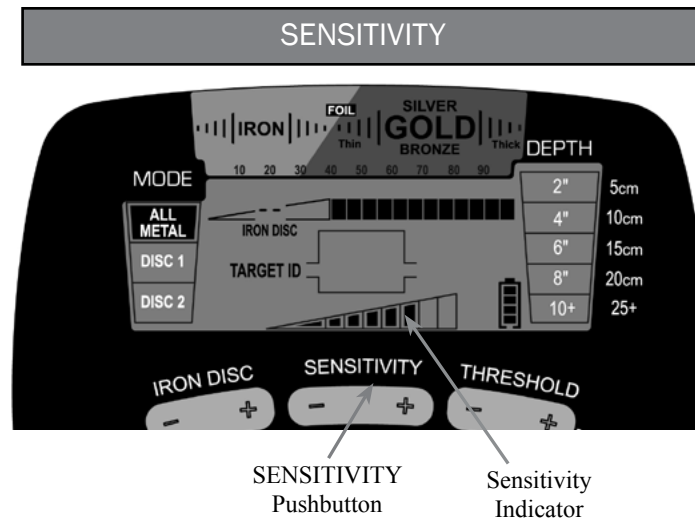 SENSITIVITY
FOIL
SILVER
IRON
GOLD
Thin
BRONZE
Thick
DEPTH
10 20 30 40 50 60 70 80 90
MODE
2" 5cm
ALL
METAL
4" 10cm
IRON DISC
6" 15cm
DISC 1
TARGET ID
8" 20cm
DISC 2
10+ 25+
IRON DISC
SENSITIVITY
THRESHOLD
- +
- +
- +
SENSITIVITY
Pushbutton
Sensitivity
Indicator